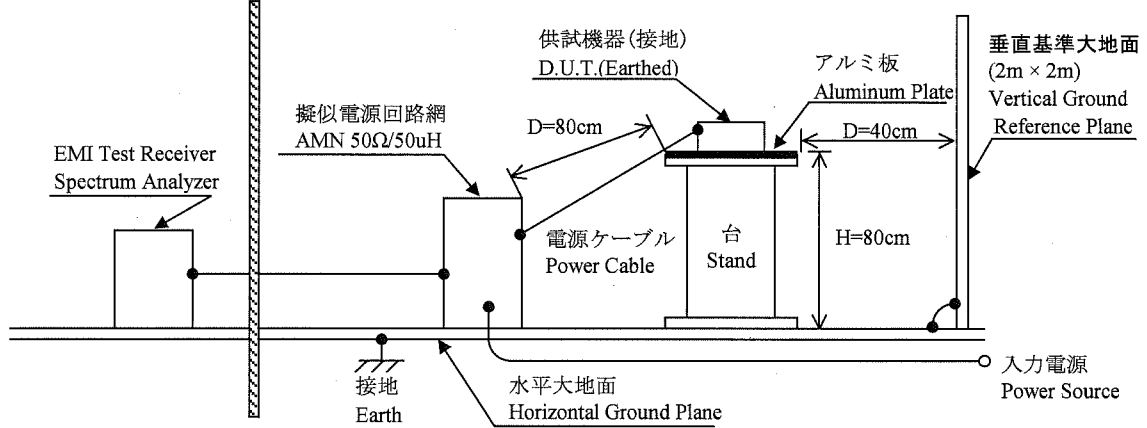 供試機器(接地)
D.U.T.(Earthed)
アルミ板
Aluminum Plate
垂直基準大地面
(2m × 2m)
Vertical Ground
Reference Plane
擬似電源回路網
AMN 50Ω/50uH
D=80cm
D=40cm
EMI Test Receiver
Spectrum Analyzer
電源ケーブル
Power Cable
台
Stand
H=80cm
接地
Earth
水平大地面
Horizontal Ground Plane
入力電源
Power Source